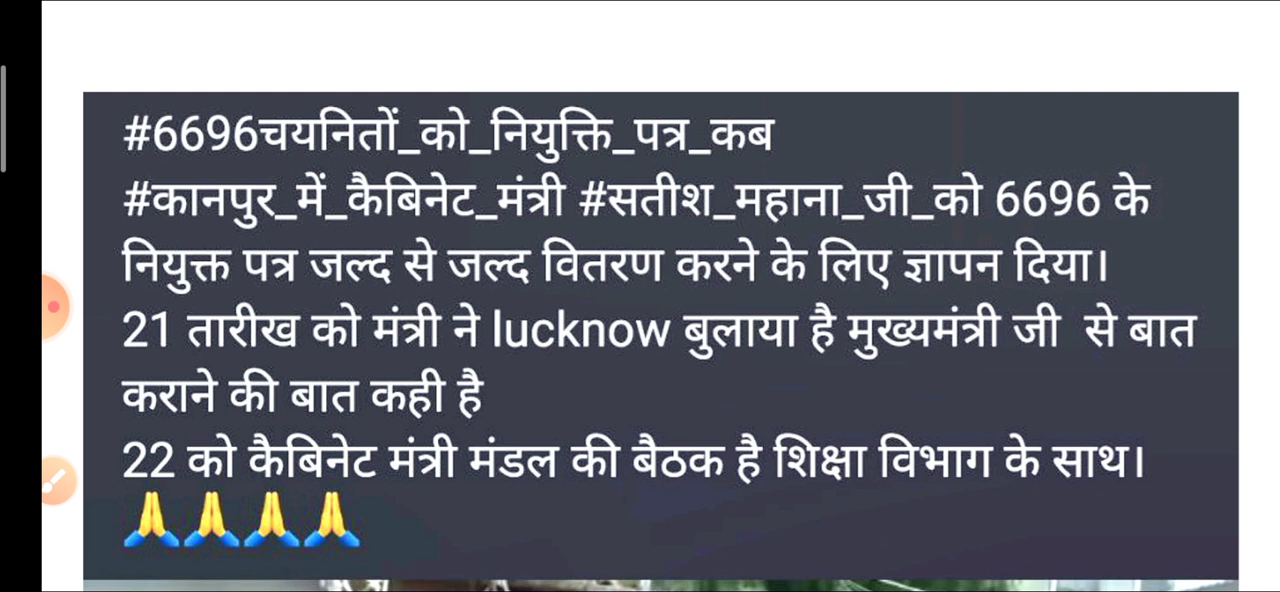 #6696चयनितों_को_नियुक्ति_पत्र_कब
#कानपुर_में_कैबिनेट_मंत्री #सतीश_महाना_जी_को 6696 के
नियुक्त पत्र जल्द से जल्द वितरण करने के लिए ज्ञापन दिया।
21 तारीख को मंत्री ने lucknow बुलाया है मुख्यमंत्री जी से बात
कराने की बात कही है
22 को कैबिनेट मंत्री मंडल की बैठक है शिक्षा विभाग के साथ।
🙏🙏🙏🙏